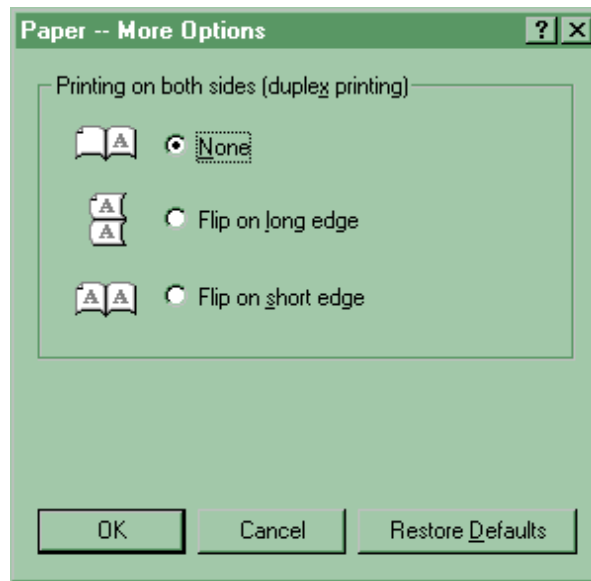 Paper -- More Options ? ×
Printing on both sides (duplex printing)
A None
A
A Flip on long edge
A A Flip on short edge
OK Cancel Restore Defaults